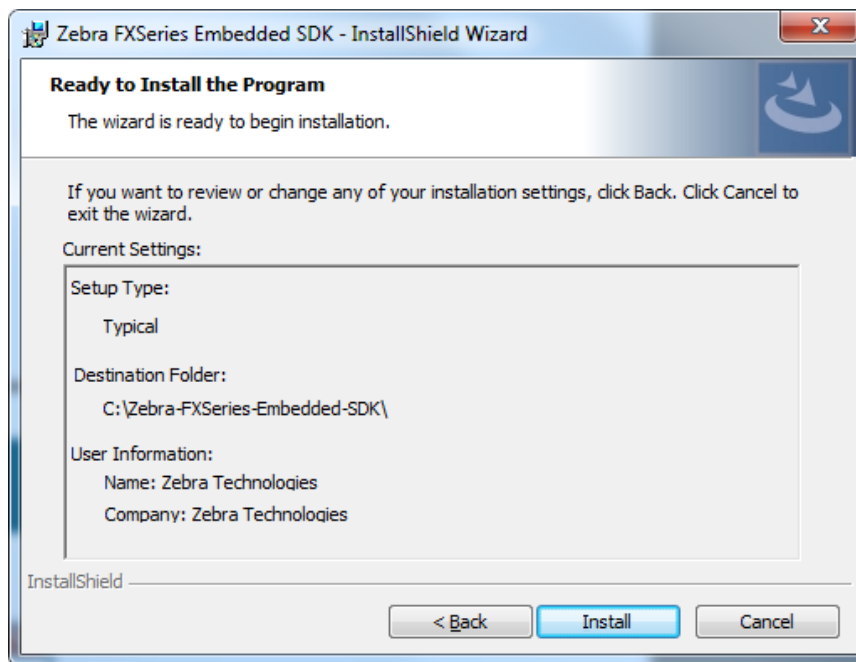 Zebra FXSeries Embedded SDK - InstallShield Wizard
X
Ready to Install the Program
The wizard is ready to begin installation.
If you want to review or change any of your installation settings, click Back. Click Cancel to
exit the wizard.
Current Settings:
Setup Type:
Typical
Destination Folder:
C:\Zebra-FXSeries-Embedded-SDK\
User Information:
Name: Zebra Technologies
Company: Zebra Technologies
InstallShield
< Back
Install
Cancel